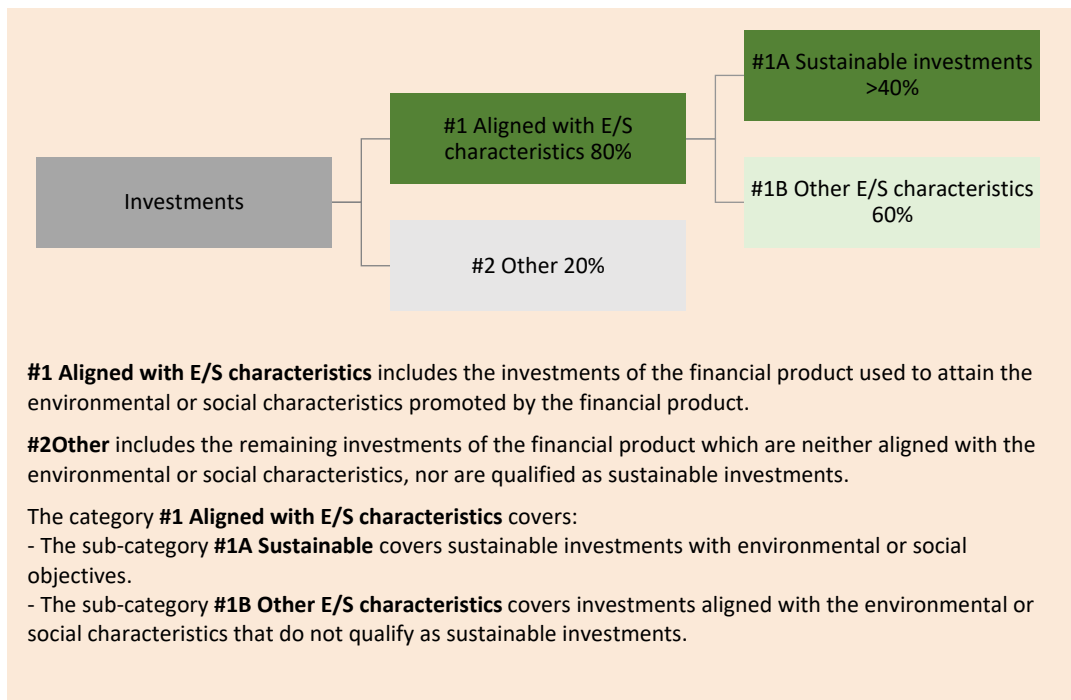 #1A Sustainable investments
>40%
#1 Aligned with E/S
characteristics 80%
Investments
#1B Other E/S characteristics
60%
#2 Other 20%
#1 Aligned with E/S characteristics includes the investments of the financial product used to attain the
environmental or social characteristics promoted by the financial product.
#2Other includes the remaining investments of the financial product which are neither aligned with the
environmental or social characteristics, nor are qualified as sustainable investments.
The category #1 Aligned with E/S characteristics covers:
- The sub-category #1A Sustainable covers sustainable investments with environmental or social
objectives.
- The sub-category #1B Other E/S characteristics covers investments aligned with the environmental or
social characteristics that do not qualify as sustainable investments.